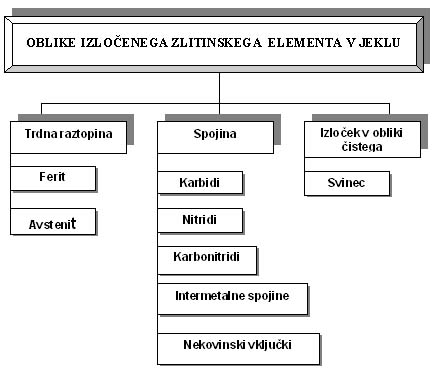 OBLIKE IZLOČENEGA ZLITINSKEGA ELEMENTA V JEKLU
Trdna raztopina
Ferit
Avstenit
Spojina
Karbidi
Nitridi
Karbonitridi
Intermetalne spojine
Nekovinski vključki
Izloček v obliki
čistega
Svinec